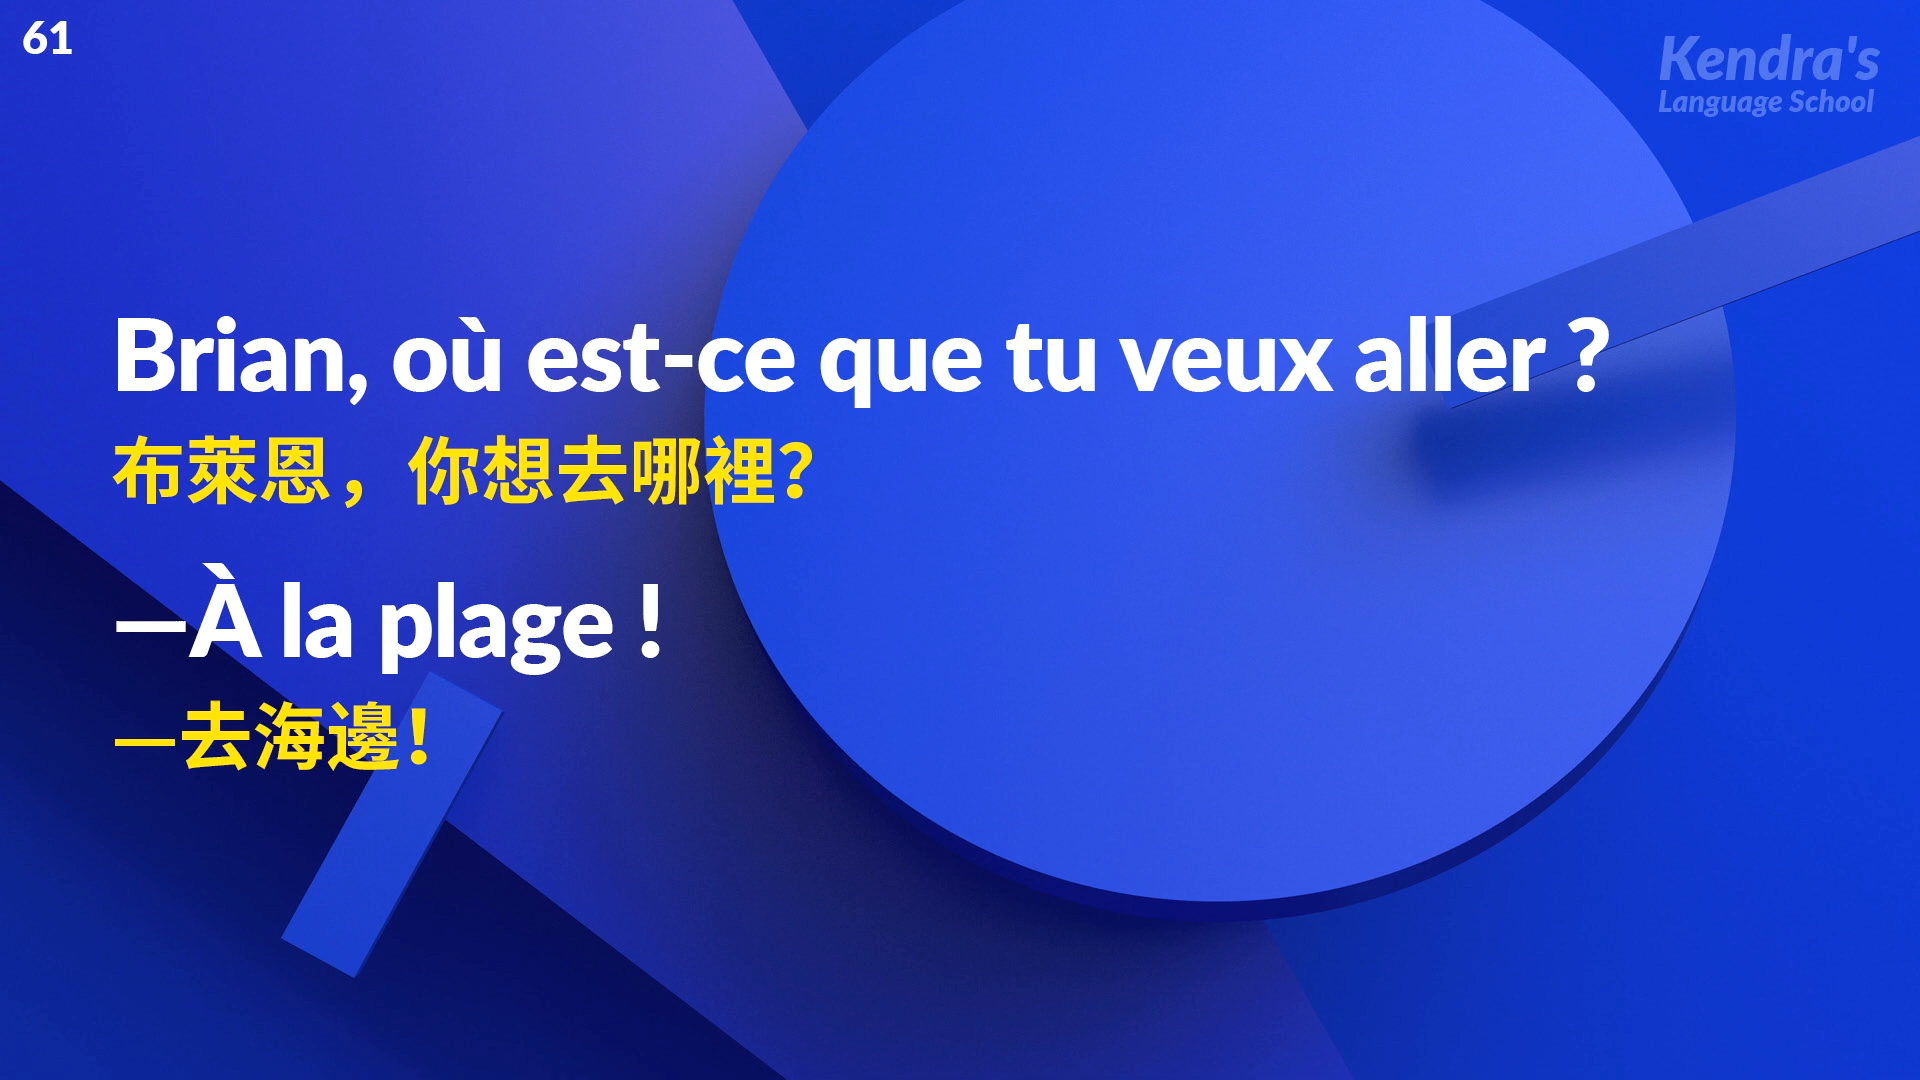 61
Kendra's
Language School
Brian, où est-ce que tu veux aller ?
布萊恩，你想去哪裡？
—À la plage !
—去海邊！